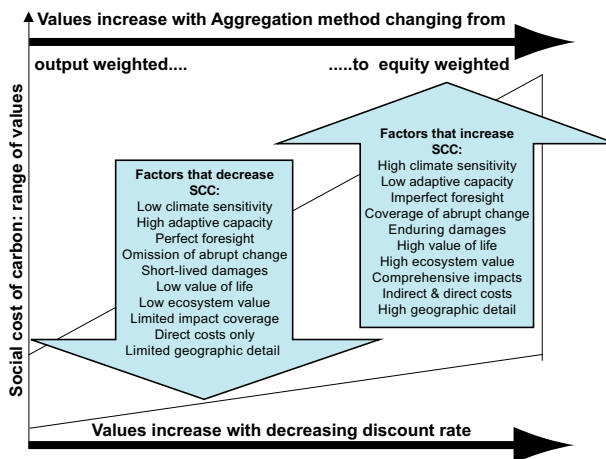 Values increase with Aggregation method changing from
output weighted....
.....to equity weighted
Social cost of carbon: range of values
Factors that decrease
SCC:
Low climate sensitivity
High adaptive capacity
Perfect foresight
Omission of abrupt change
Short-lived damages
Low value of life
Low ecosystem value
Limited impact coverage
Direct costs only
Limited geographic detail
Factors that increase
SCC:
High climate sensitivity
Low adaptive capacity
Imperfect foresight
Coverage of abrupt change
Enduring damages
High value of life
High ecosystem value
Comprehensive impacts
Indirect & direct costs
High geographic detail
Values increase with decreasing discount rate